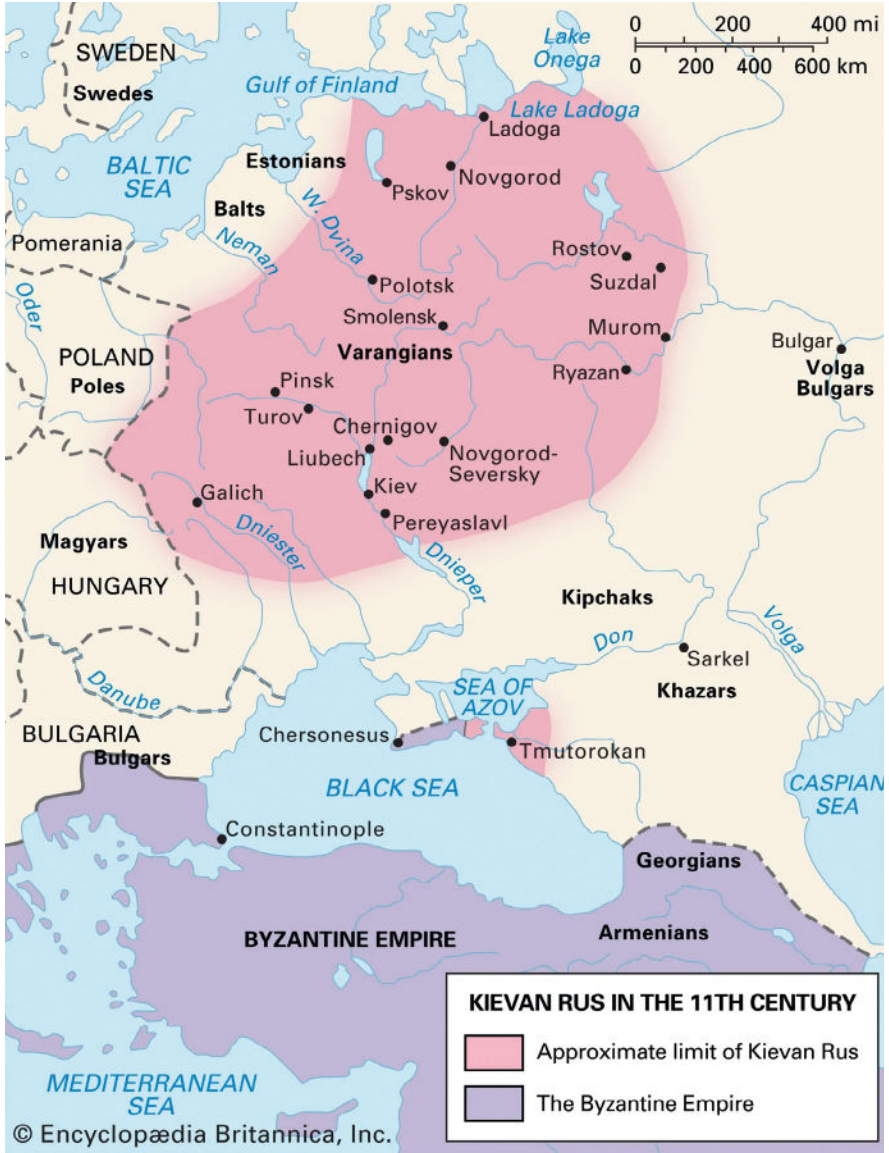 SWEDEN
Swedes
0 200 400 mi
0 200 400 600 km
Lake
Onega
Gulf of Finland
Lake Ladoga
Ladoga
BALTIC
SEA
Estonians
Novgorod
Pskov
Balts
W. Dvina
Pomerania
Neman
Rostov
Suzdal
Oder
Polotsk
Smolensk
Murom
Bulgar
Volga
Bulgars
POLAND
Poles
Varangians
Ryazan
Pinsk
Turov
Chernigov
Liubech
Novgorod-
Seversky
Galich
Kiev
Pereyaslavl
Magyars
Dniester
Dnieper
HUNGARY
Kipchaks
Don
Volga
Sarkel
Khazars
Danube
SEA OF
AZOV
BULGARIA
Bulgars
Chersonesus
Tmutorokan
BLACK SEA
CASPIAN
SEA
Constantinople
Georgians
BYZANTINE EMPIRE
Armenians
KIEVAN RUS IN THE 11TH CENTURY
Approximate limit of Kievan Rus
The Byzantine Empire
MEDITERRANEAN
SEA
© Encyclopædia Britannica, Inc.